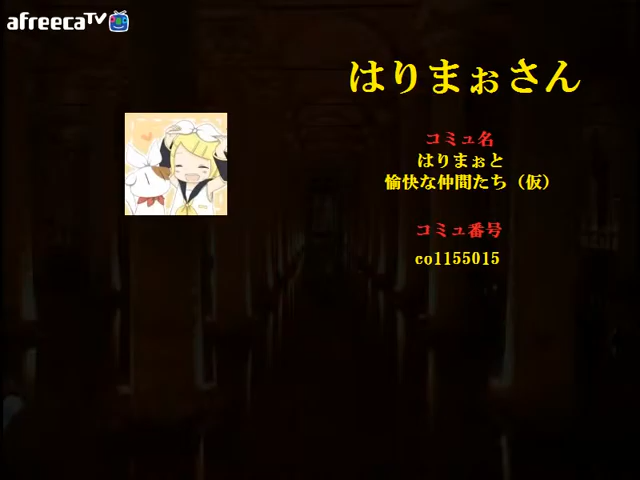 afreecaTV
はりまぉさん
コミュ名
はりまぉと
愉快な仲間たち（仮）
コミュ番号
co1155015